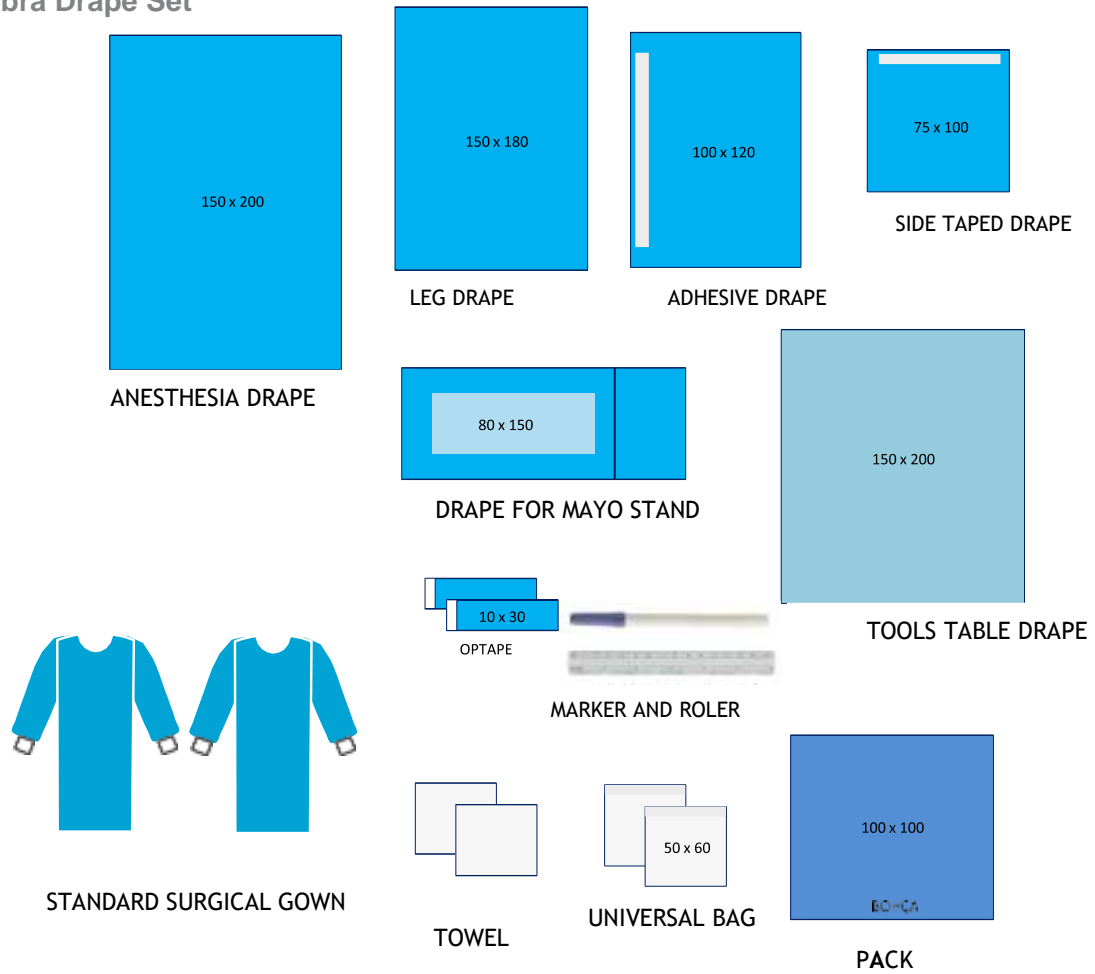 bra Drape Set
150 x 200
ANESTHESIA DRAPE
150 x 180
LEG DRAPE
100 x 120
ADHESIVE DRAPE
75 x 100
SIDE TAPED DRAPE
80 x 150
DRAPE FOR MAYO STAND
150 x 200
TOOLS TABLE DRAPE
10 x 30
OPTAPE
MARKER AND ROLER
STANDARD SURGICAL GOWN
TOWEL
50 x 60
UNIVERSAL BAG
100 x 100
BOHÇA
PACK